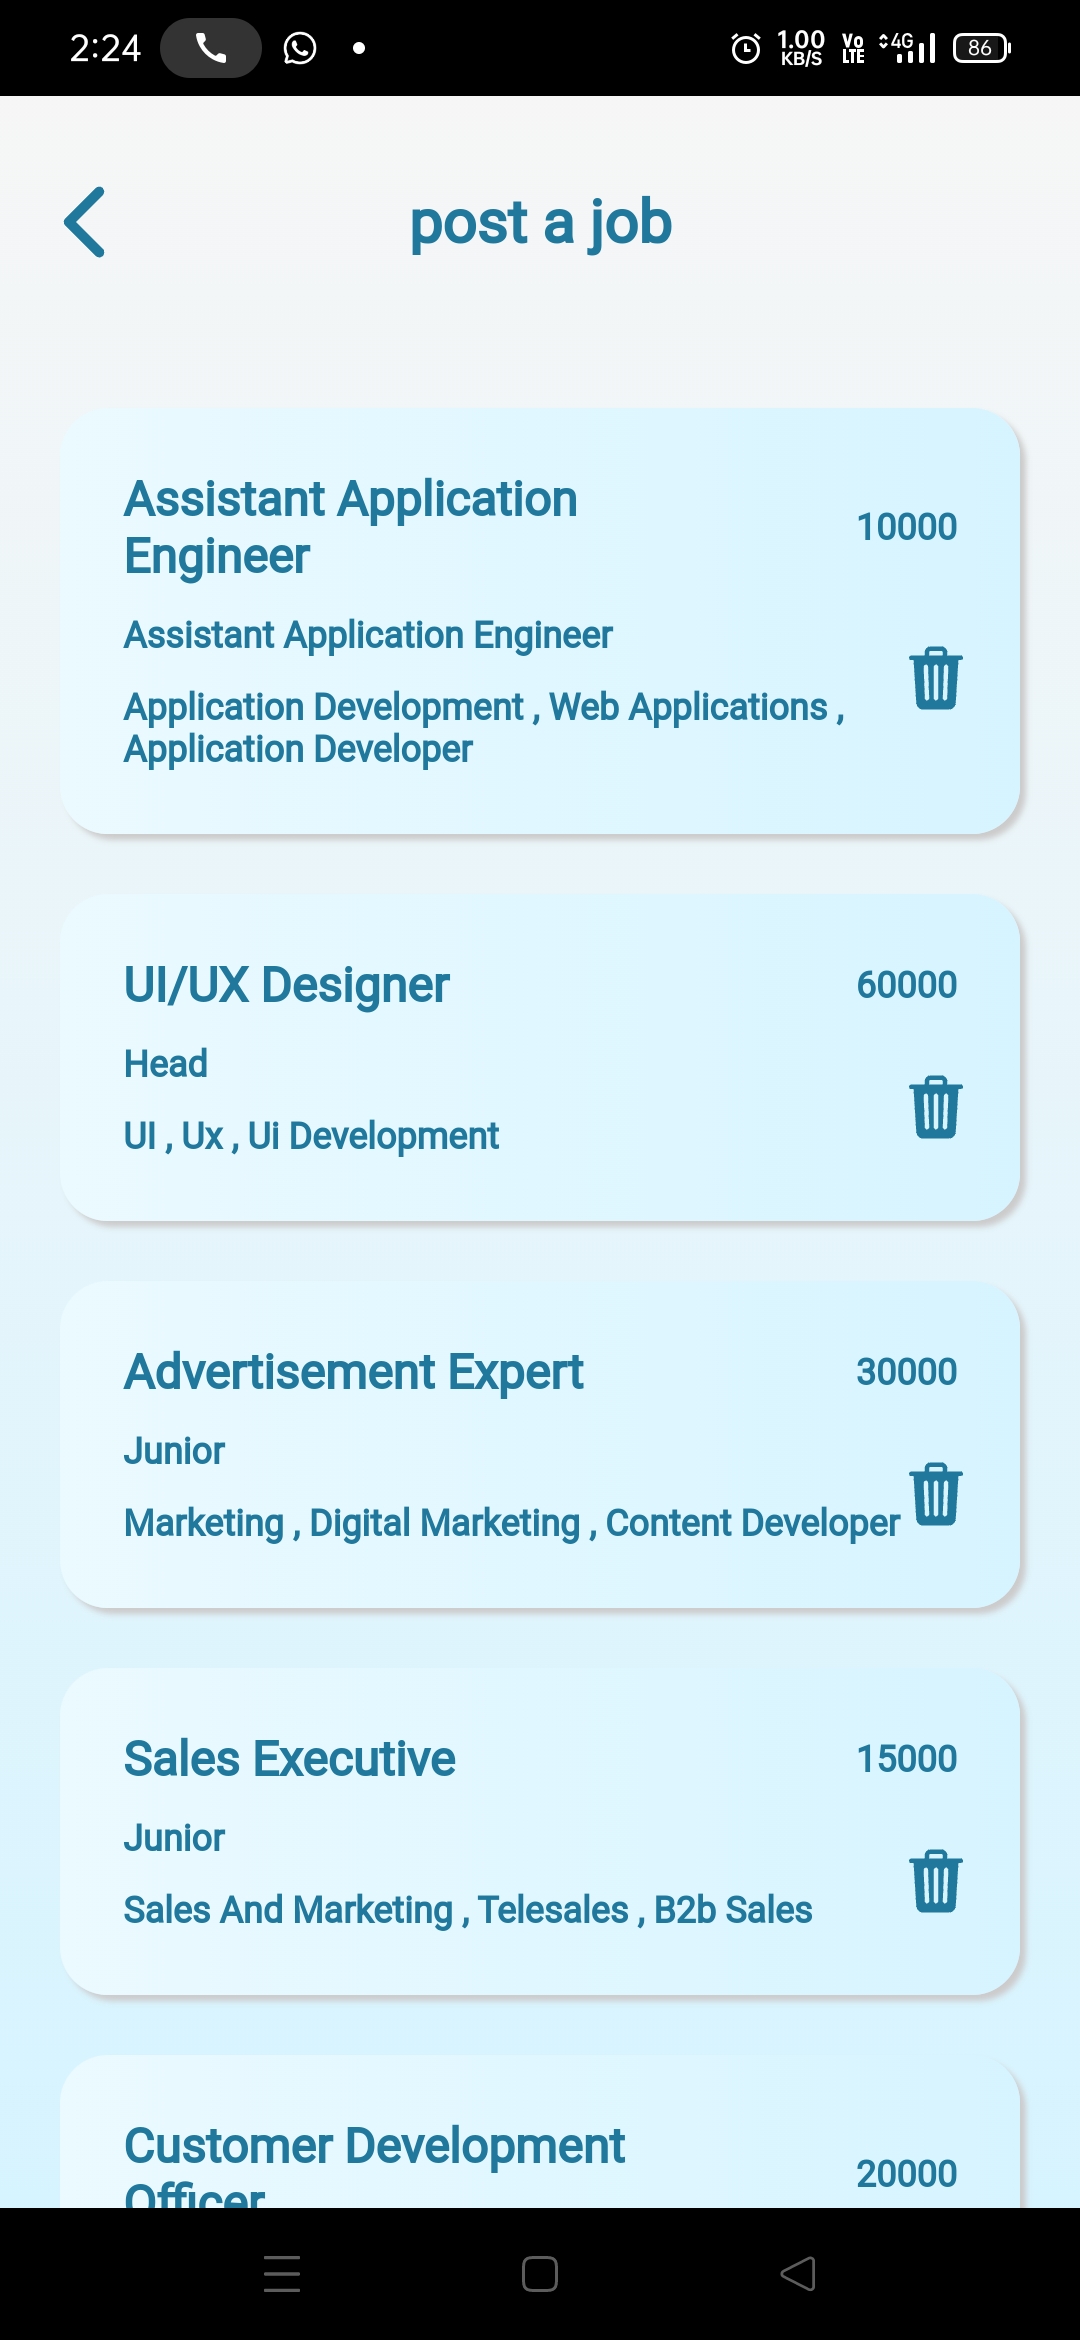 2:24
1.00 KB/S Vo LTE 4G 86
post a job
Assistant Application
Engineer
10000
Assistant Application Engineer
Application Development , Web Applications ,
Application Developer
UI/UX Designer
60000
Head
UI , Ux , Ui Development
Advertisement Expert
30000
Junior
Marketing , Digital Marketing , Content Developer
Sales Executive
15000
Junior
Sales And Marketing , Telesales , B2b Sales
Customer Development
Officer
20000